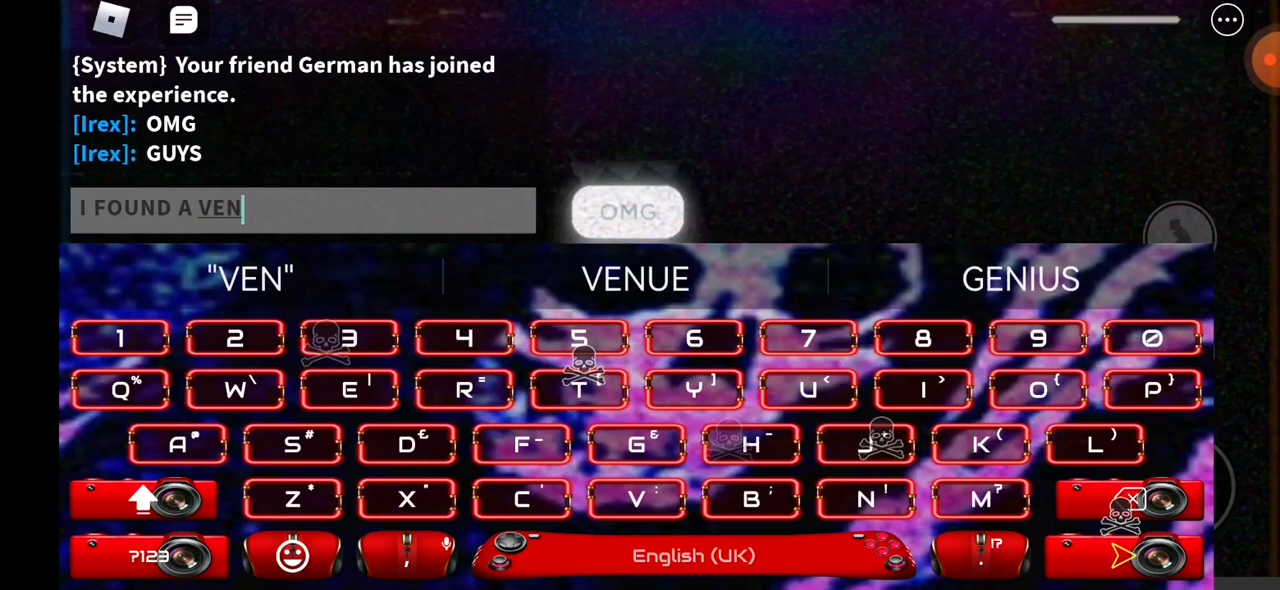 {System} Your friend German has joined
the experience.
[Irex]: OMG
[Irex]: GUYS
I FOUND A VEN
OMG
"VEN" VENUE GENIUS
1 2 3 4 5 6 7 8 9 0
Q% W\ E| R= T[ Y] U< I> O{ P}
A@ S# D£ F- G& H- J+ K( L)
Z* X" C' V: B; N! M?
?123 , English (UK) . !?